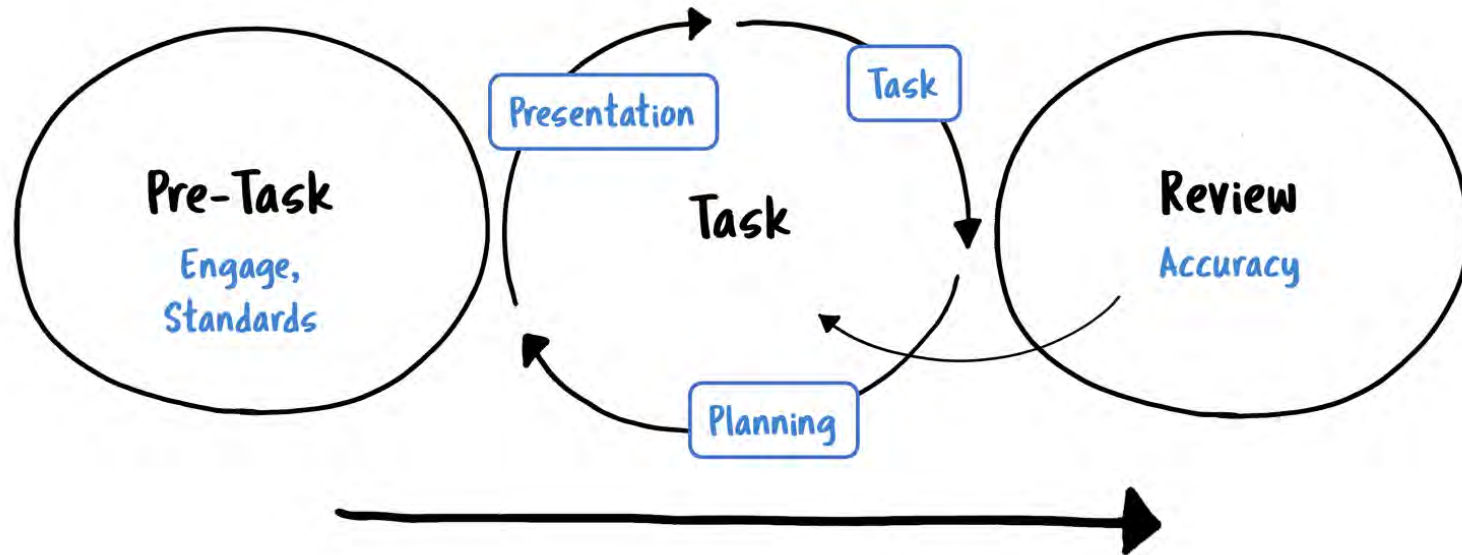 Pre-Task
Engage,
Standards
Presentation
Task
Task
Planning
Review
Accuracy